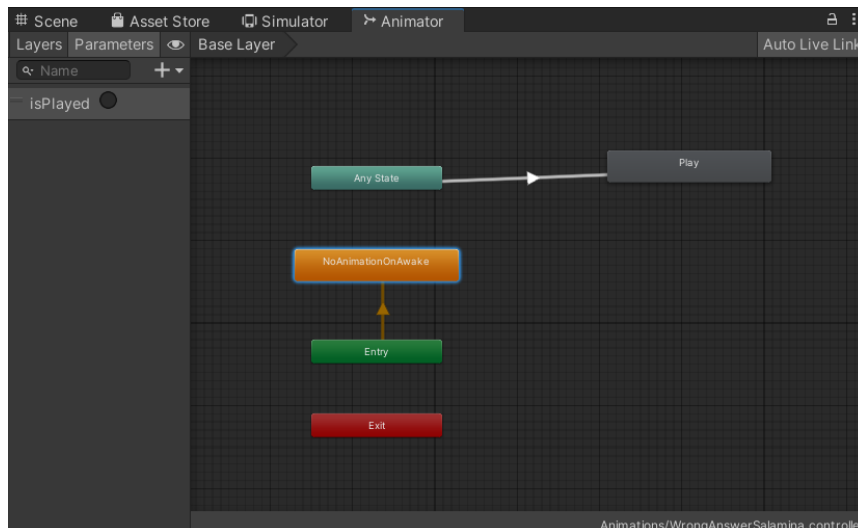 Scene Asset Store Simulator Animator
Layers Parameters Base Layer Auto Live Link
Name
isPlayed
Any State
Play
NoAnimationOnAwake
Entry
Exit
Animations/WrongAnswerSalamina.controlle